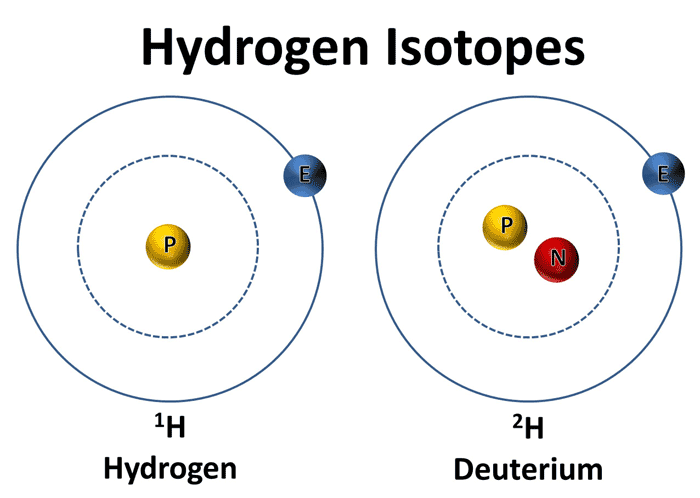 Hydrogen Isotopes
E
P
E
P
N
¹H
Hydrogen
²H
Deuterium